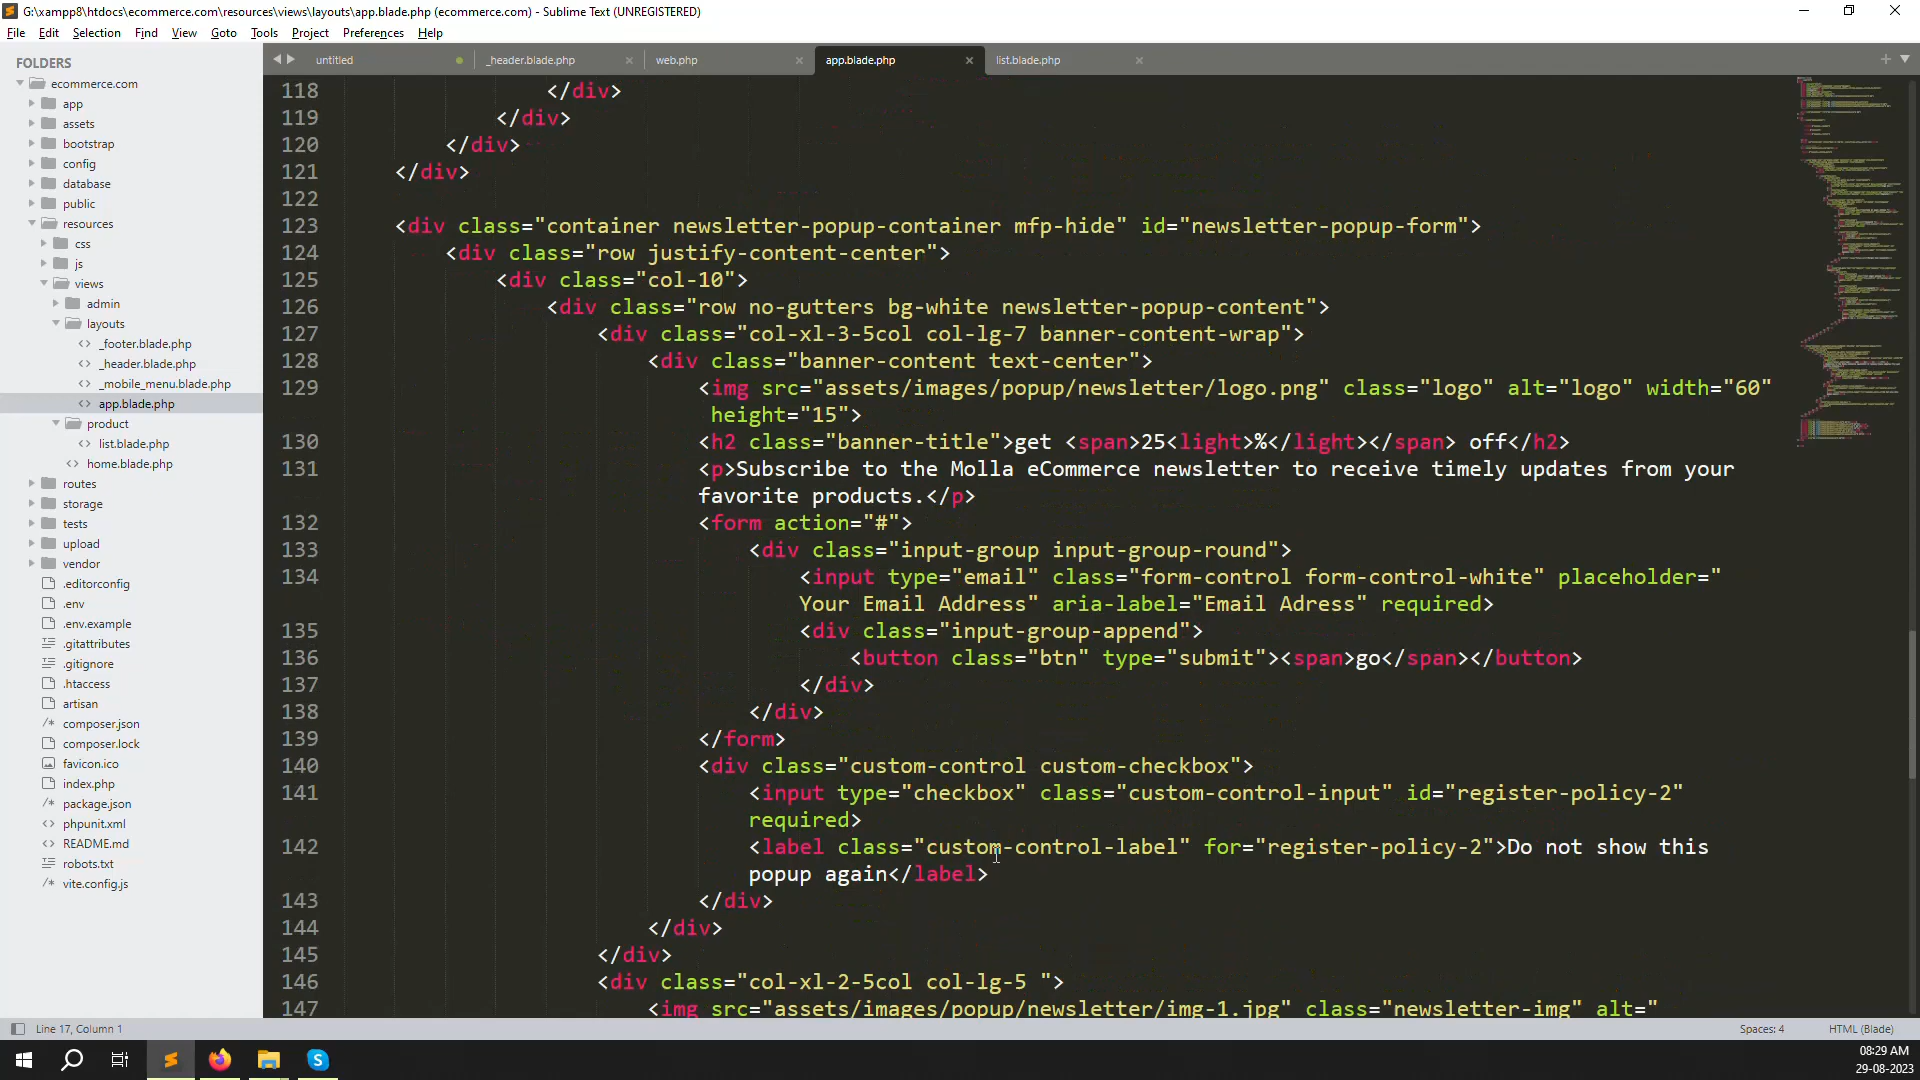 G:\xampp8\htdocs\ecommerce.com\resources\views\layouts\app.blade.php (ecommerce.com) - Sublime Text (UNREGISTERED)
File Edit Selection Find View Goto Tools Project Preferences Help
FOLDERS
ecommerce.com
app
assets
bootstrap
config
database
public
resources
css
js
views
admin
layouts
_footer.blade.php
_header.blade.php
_mobile_menu.blade.php
app.blade.php
product
list.blade.php
home.blade.php
routes
storage
tests
upload
vendor
.editorconfig
.env
.env.example
.gitattributes
.gitignore
.htaccess
artisan
composer.json
composer.lock
favicon.ico
index.php
package.json
phpunit.xml
README.md
robots.txt
vite.config.js
untitled _header.blade.php web.php app.blade.php list.blade.php
118 </div>
119 </div>
120 </div>
121 </div>
122
123 <div class="container newsletter-popup-container mfp-hide" id="newsletter-popup-form">
124 <div class="row justify-content-center">
125 <div class="col-10">
126 <div class="row no-gutters bg-white newsletter-popup-content">
127 <div class="col-xl-3-5col col-lg-7 banner-content-wrap">
128 <div class="banner-content text-center">
129 <img src="assets/images/popup/newsletter/logo.png" class="logo" alt="logo" width="60"
height="15">
130 <h2 class="banner-title">get <span>25<light>%</light></span> off</h2>
131 <p>Subscribe to the Molla eCommerce newsletter to receive timely updates from your
favorite products.</p>
132 <form action="#">
133 <div class="input-group input-group-round">
134 <input type="email" class="form-control form-control-white" placeholder="
Your Email Address" aria-label="Email Adress" required>
135 <div class="input-group-append">
136 <button class="btn" type="submit"><span>go</span></button>
137 </div>
138 </div>
139 </form>
140 <div class="custom-control custom-checkbox">
141 <input type="checkbox" class="custom-control-input" id="register-policy-2"
required>
142 <label class="custom-control-label" for="register-policy-2">Do not show this
popup again</label>
143 </div>
144 </div>
145 </div>
146 <div class="col-xl-2-5col col-lg-5 ">
147 <img src="assets/images/popup/newsletter/img-1.jpg" class="newsletter-img" alt="
Line 17, Column 1
Spaces: 4
HTML (Blade)
08:29 AM
29-08-2023